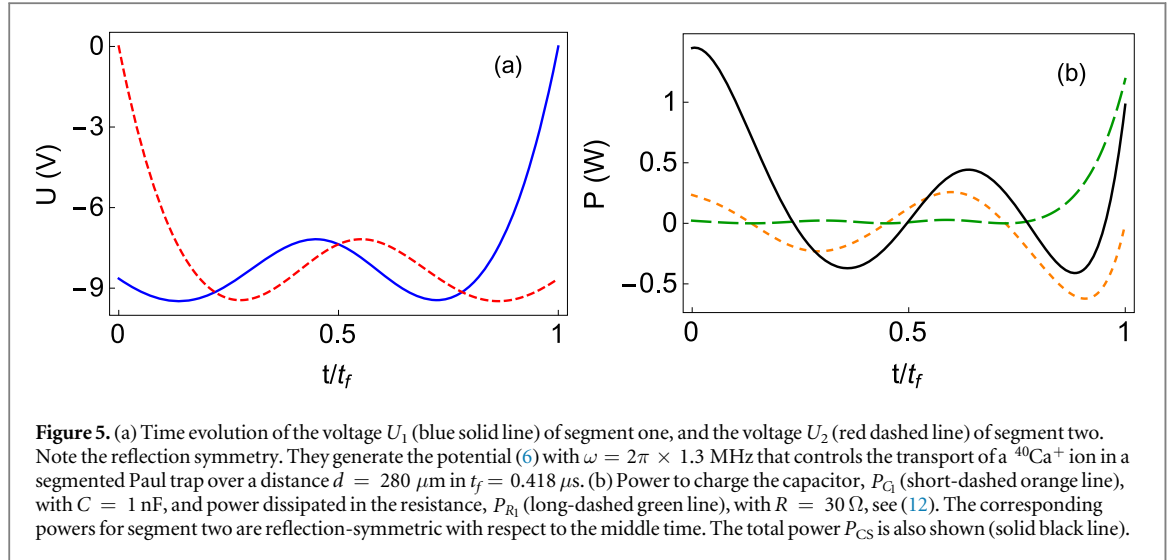 (a)
0
−3
−6
−9
U (V)
0
0.5
1
t/t_f
(b)
1
0.5
0
−0.5
P (W)
0
0.5
1
t/t_f
Figure 5. (a) Time evolution of the voltage U₁ (blue solid line) of segment one, and the voltage U₂ (red dashed line) of segment two.
Note the reflection symmetry. They generate the potential (6) with ω = 2π × 1.3 MHz that controls the transport of a ⁴⁰Ca⁺ ion in a
segmented Paul trap over a distance d = 280 μm in t_f = 0.418 μs. (b) Power to charge the capacitor, P_C₁ (short-dashed orange line),
with C = 1 nF, and power dissipated in the resistance, P_R₁ (long-dashed green line), with R = 30 Ω, see (12). The corresponding
powers for segment two are reflection-symmetric with respect to the middle time. The total power P_CS is also shown (solid black line).